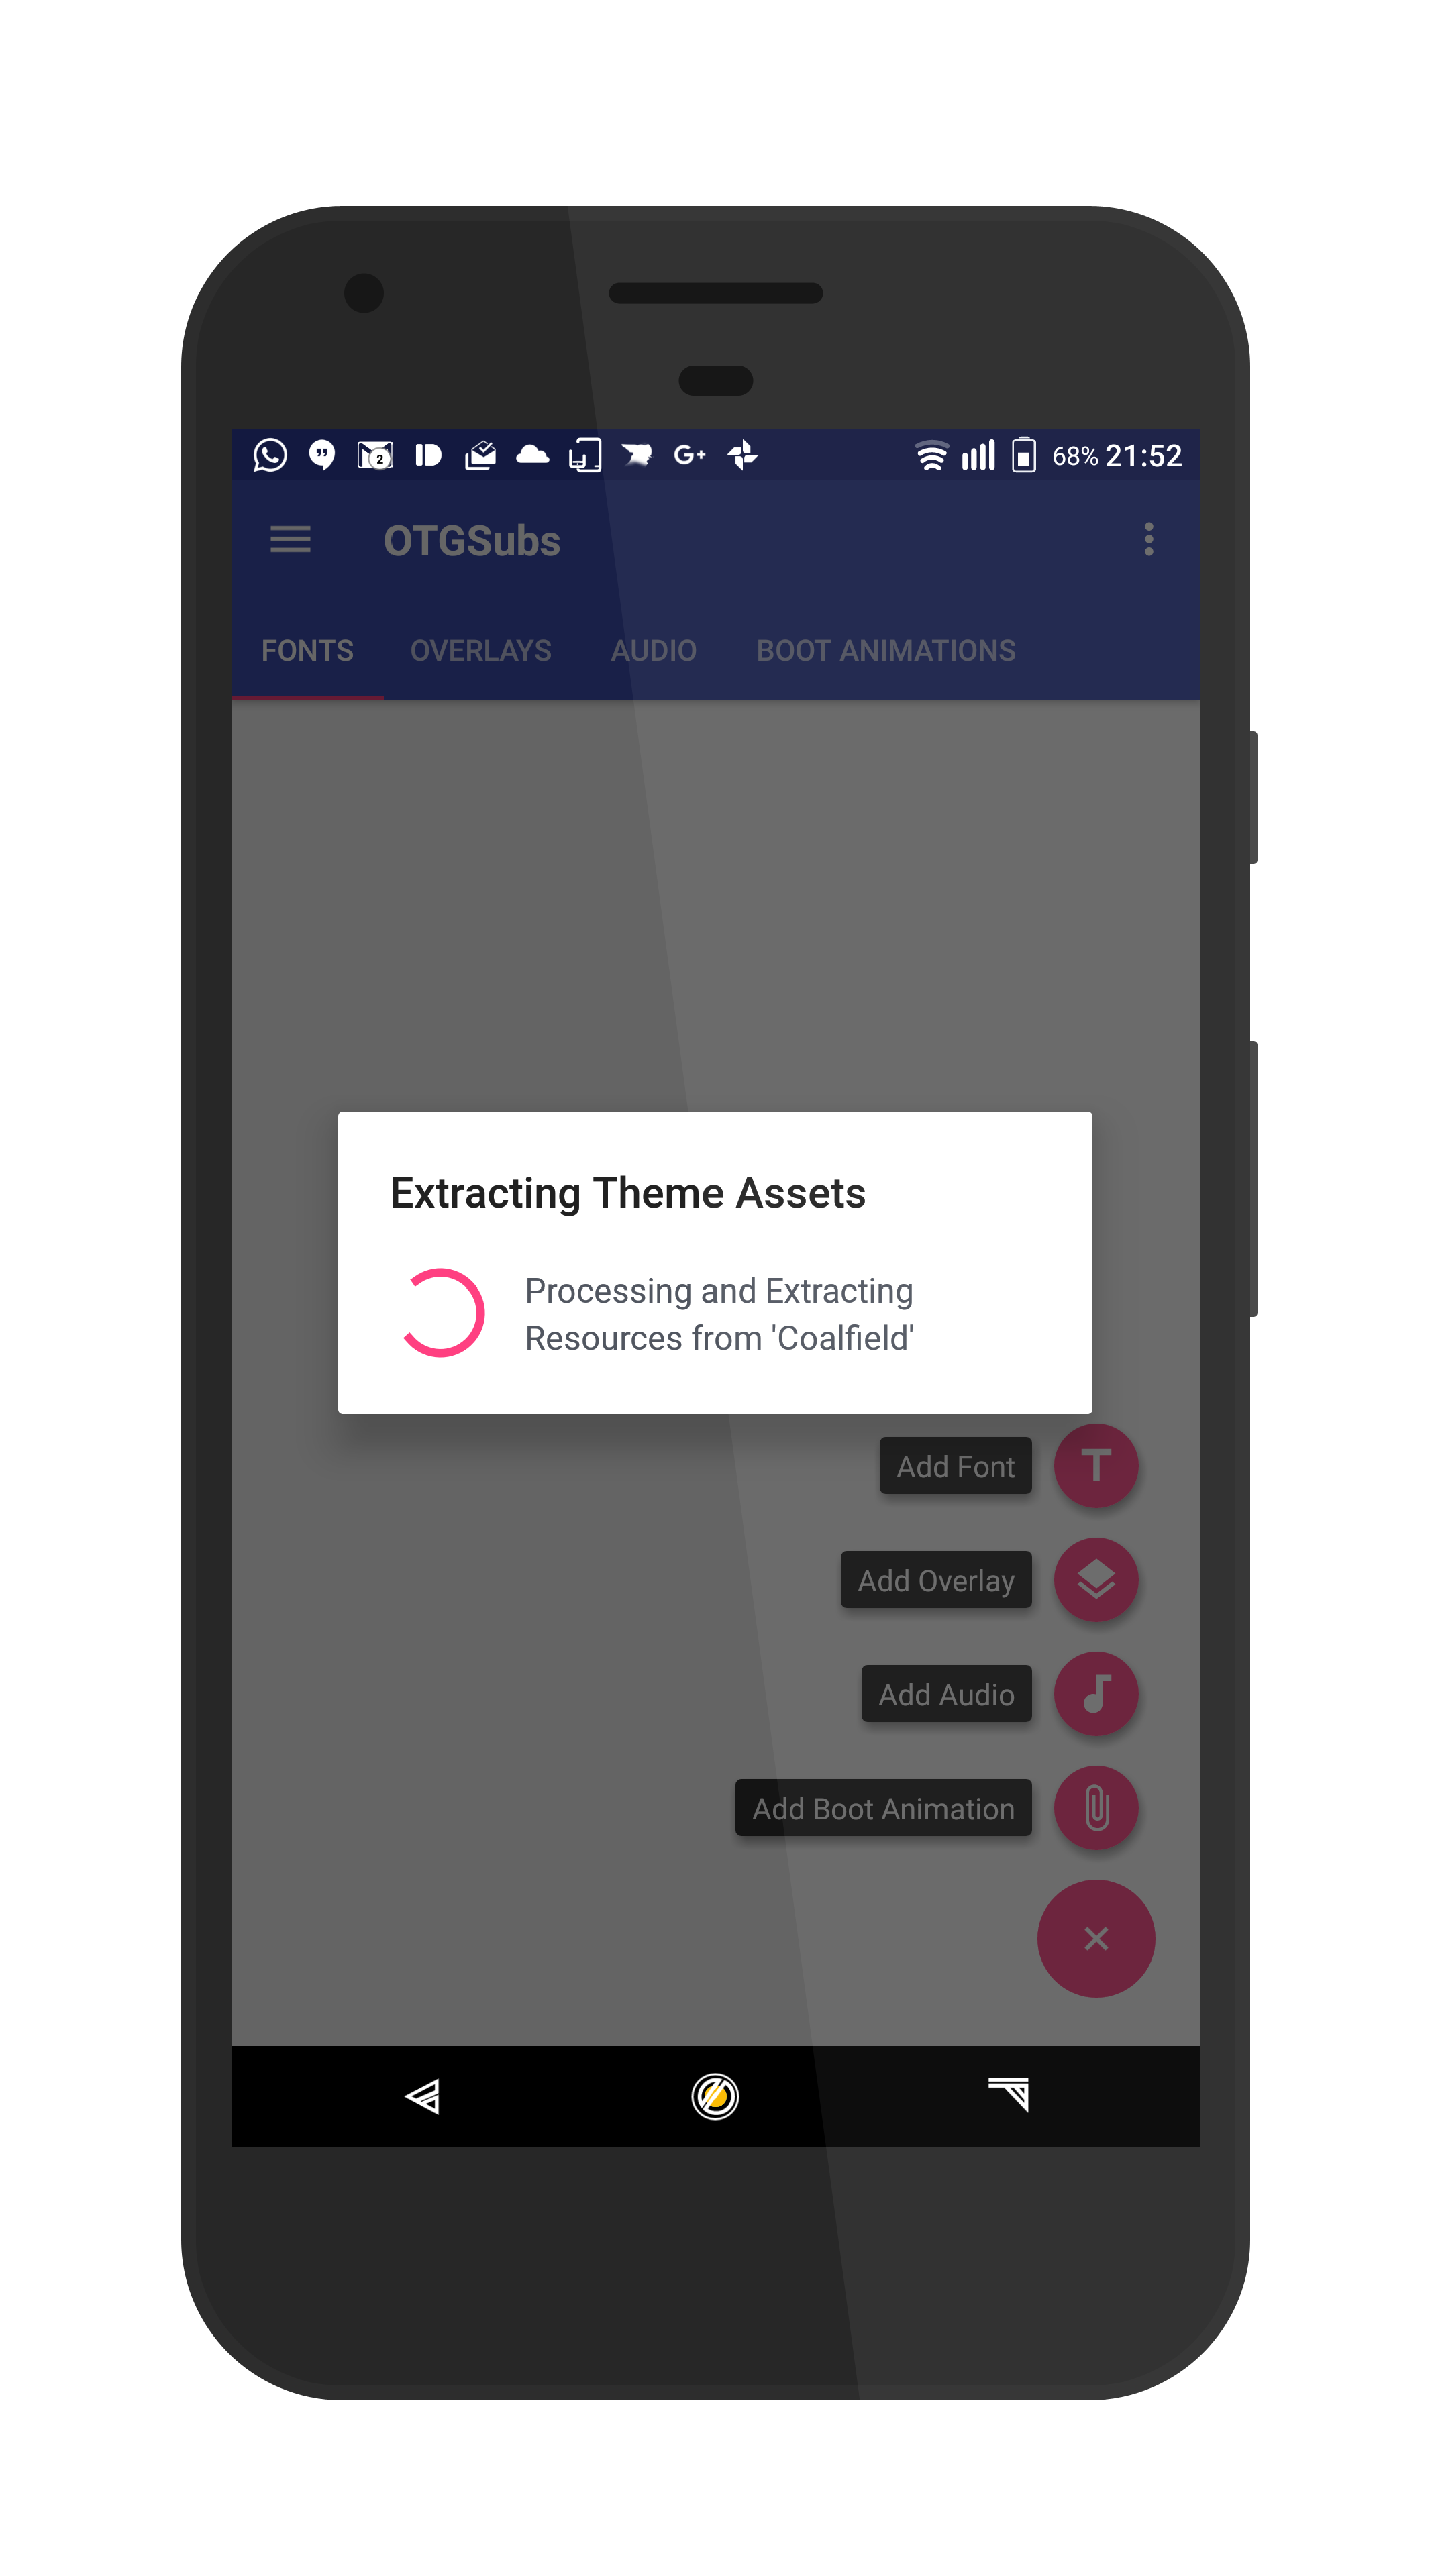 2 G+ 68% 21:52
OTGSubs
FONTS OVERLAYS AUDIO BOOT ANIMATIONS
Extracting Theme Assets
Processing and Extracting
Resources from 'Coalfield'
Add Font T
Add Overlay
Add Audio
Add Boot Animation